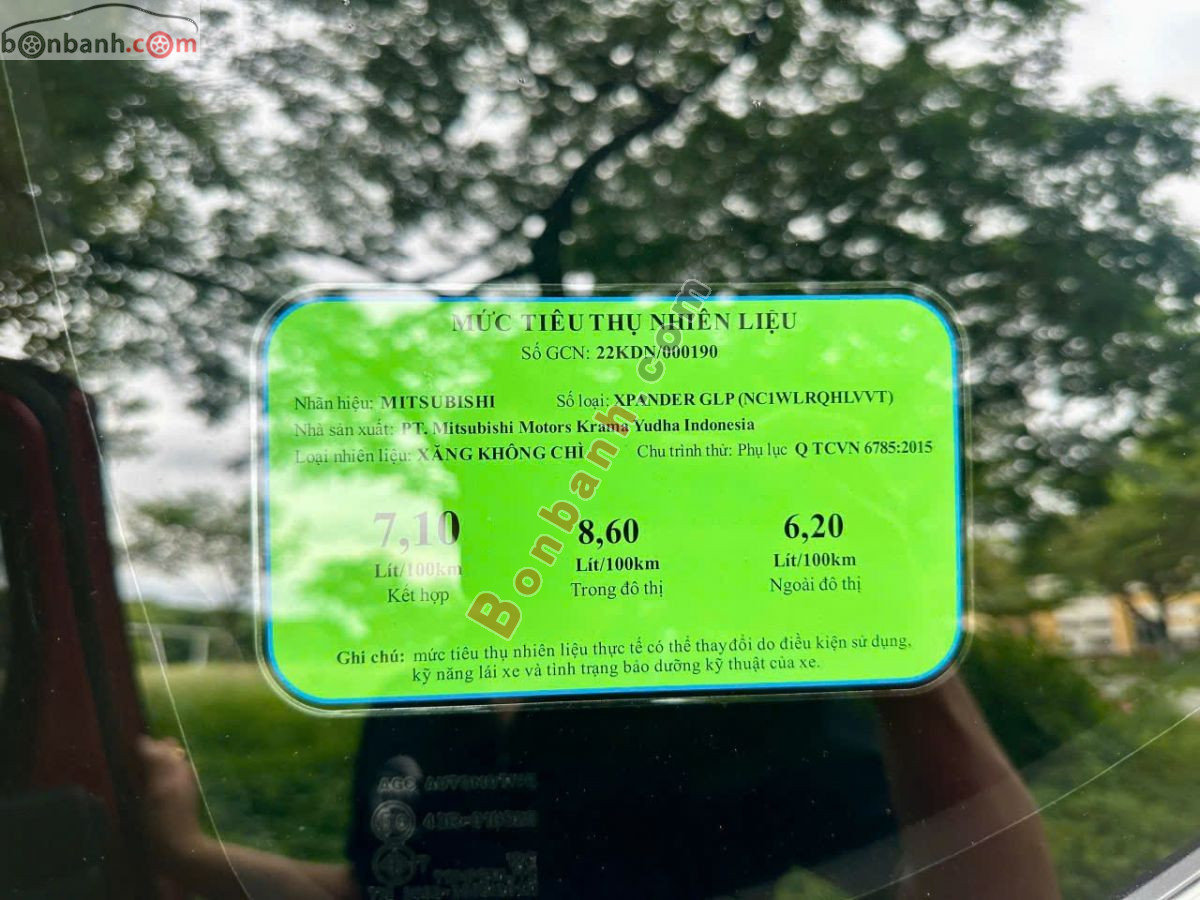 bonbanh.com
MỨC TIÊU THỤ NHIÊN LIỆU
Số GCN: 22KDN/000190
Nhãn hiệu: MITSUBISHI Số loại: XPANDER GLP (NC1WLRQHLVVT)
Nhà sản xuất: PT. Mitsubishi Motors Krama Yudha Indonesia
Loại nhiên liệu: XĂNG KHÔNG CHÌ Chu trình thử: Phụ lục Q TCVN 6785:2015
7,10 8,60 6,20
Lít/100km Lít/100km Lít/100km
Kết hợp Trong đô thị Ngoài đô thị
Ghi chú: mức tiêu thụ nhiên liệu thực tế có thể thay đổi do điều kiện sử dụng,
kỹ năng lái xe và tình trạng bảo dưỡng kỹ thuật của xe.
Bonbanh.com
AGC AUTOMOTIVE